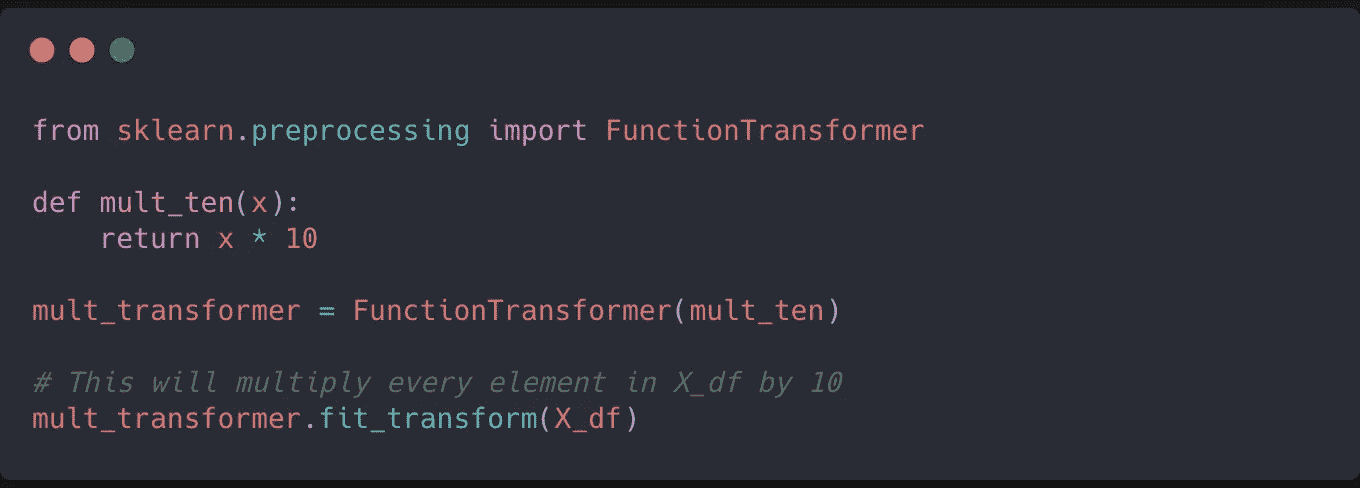 from sklearn.preprocessing import FunctionTransformer
def mult_ten(x):
    return x * 10
mult_transformer = FunctionTransformer(mult_ten)
# This will multiply every element in X_df by 10
mult_transformer.fit_transform(X_df)